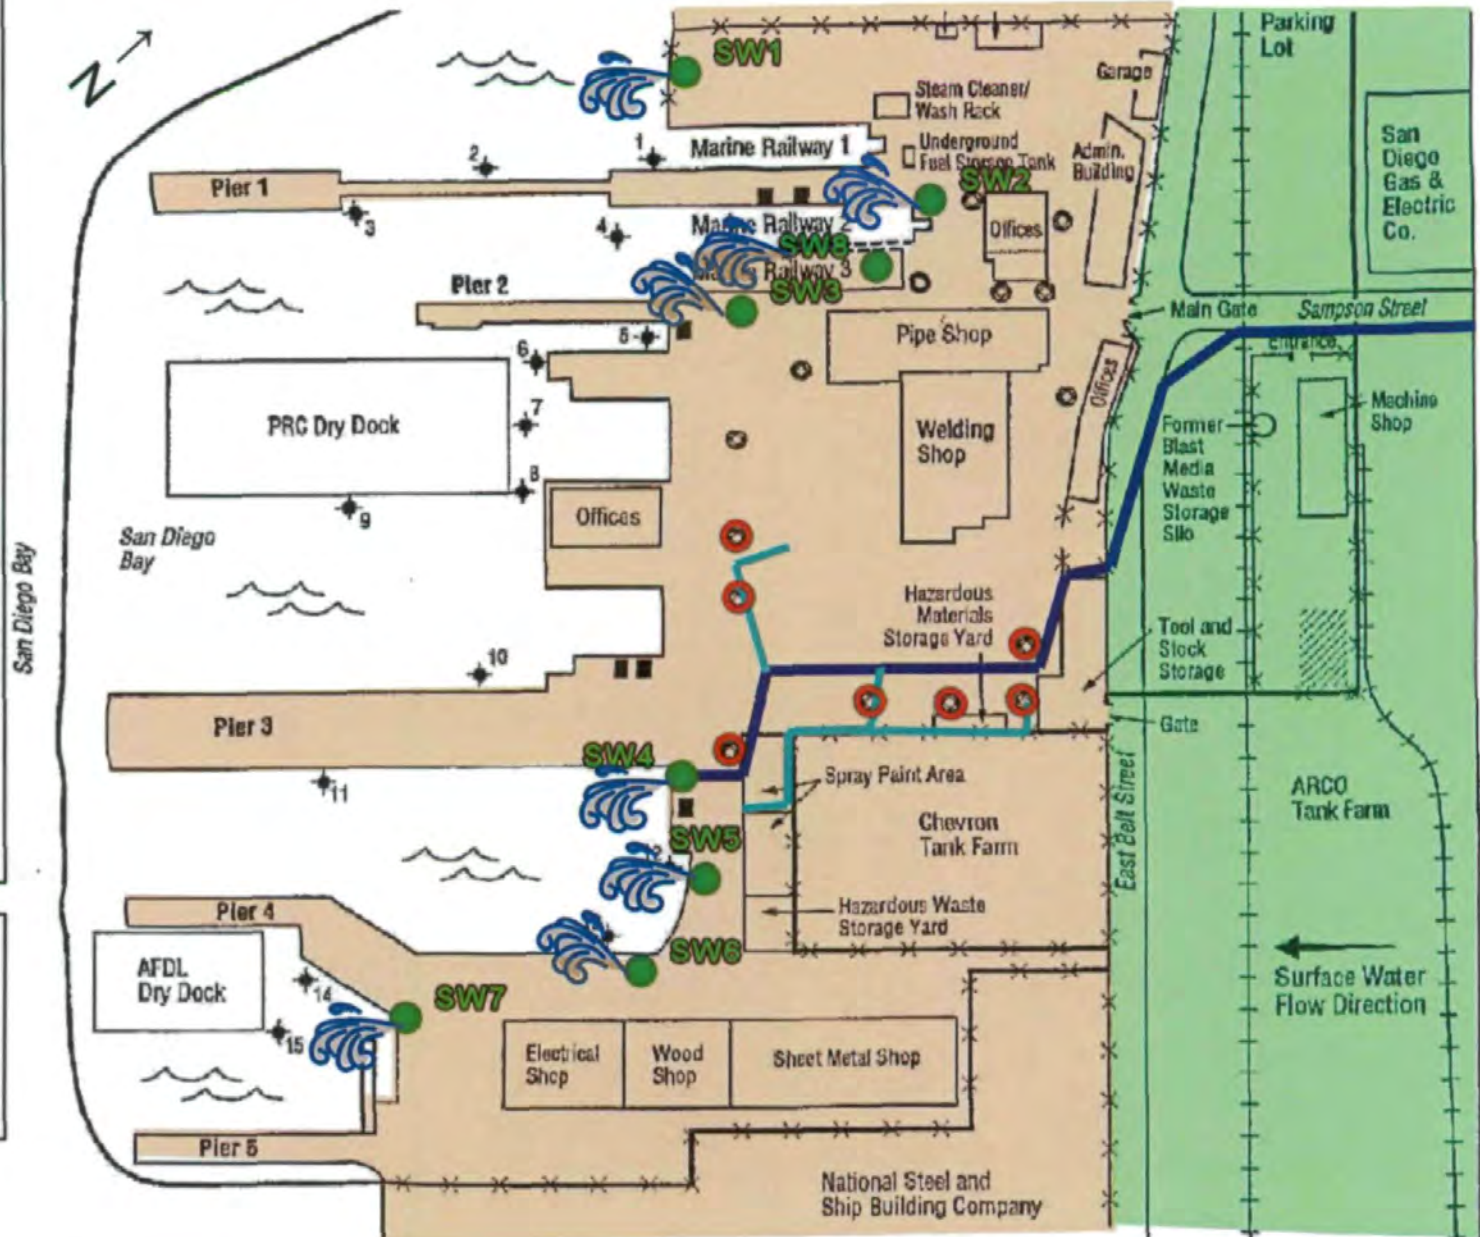 N
SW1
Parking
Lot
Garage
Steam Cleaner/
Wash Rack
San
Diego
Gas &
Electric
Co.
2
1
Marine Railway 1
Underground
Fuel Storage Tank
Admin.
Building
Pier 1
SW2
3
4
Marine Railway 2
Offices
SW8
Railway 3
SW3
Pier 2
Main Gate
Sampson Street
5
Pipe Shop
Entrance
6
Offices
PRC Dry Dock
7
Welding
Shop
Former
Blast
Media
Waste
Storage
Silo
Machine
Shop
8
9
Offices
San Diego
Bay
San Diego Bay
Hazardous
Materials
Storage Yard
Tool and
Stock
Storage
10
Pier 3
Gate
SW4
11
Spray Paint Area
East Belt Street
ARCO
Tank Farm
SW5
Chevron
Tank Farm
Pier 4
Hazardous Waste
Storage Yard
SW6
AFDL
Dry Dock
14
Surface Water
Flow Direction
SW7
15
Electrical
Shop
Wood
Shop
Sheet Metal Shop
Pier 5
National Steel and
Ship Building Company